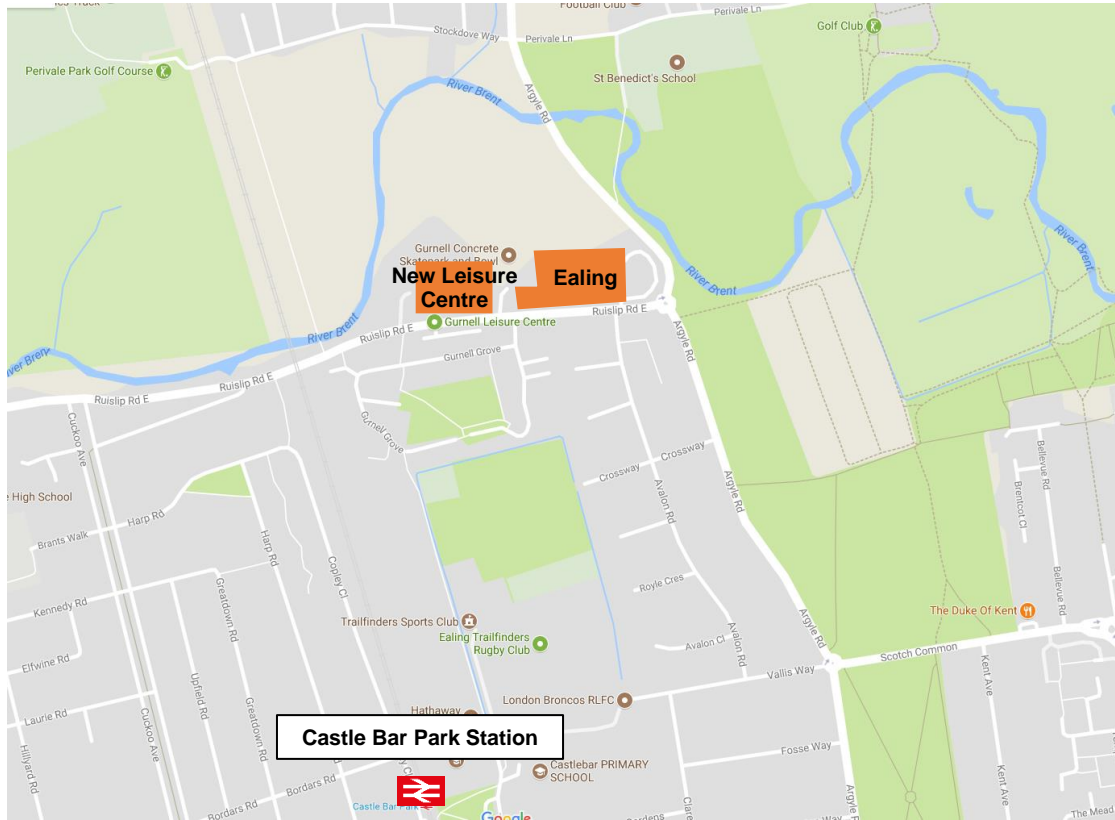 Football Club
Stockdove Way
Perivale Ln
Perivale Ln
Golf Club
Perivale Park Golf Course
St Benedict's School
River Brent
Argyle Rd
Gurnell Concrete
Skatepark and Bowl
New Leisure
Centre
Ealing
River Brent
River Brent
Ruislip Rd E
Gurnell Leisure Centre
Ruislip Rd E
River Brent
Gurnell Grove
Argyle Rd
River Brent
Ruislip Rd E
Ruislip Rd E
Cuckoo Ave
Gurnell Grove
Crossway
Crossway
Bellevue Rd
Brentcot Cl
High School
Avalon Rd
Argyle Rd
Harp Rd
Brants Walk
Harp Rd
Copley Cl
Greatdown Rd
Royle Cres
Bellevue Rd
Kennedy Rd
Trailfinders Sports Club
The Duke Of Kent
Argyle Rd
Ealing Trailfinders
Rugby Club
Avalon Cl
Avalon Rd
Scotch Common
Elfwine Rd
Upfield Rd
Greatdown Rd
Vallis Way
Kent Ave
London Broncos RLFC
Laurie Rd
Cuckoo Ave
Hathaway
Castle Bar Park Station
Hillyard Rd
Fosse Way
Castlebar PRIMARY
SCHOOL
Kent Ave
Bordars Rd
Bordars Rd
Castle Bar Park
Google
The Mead